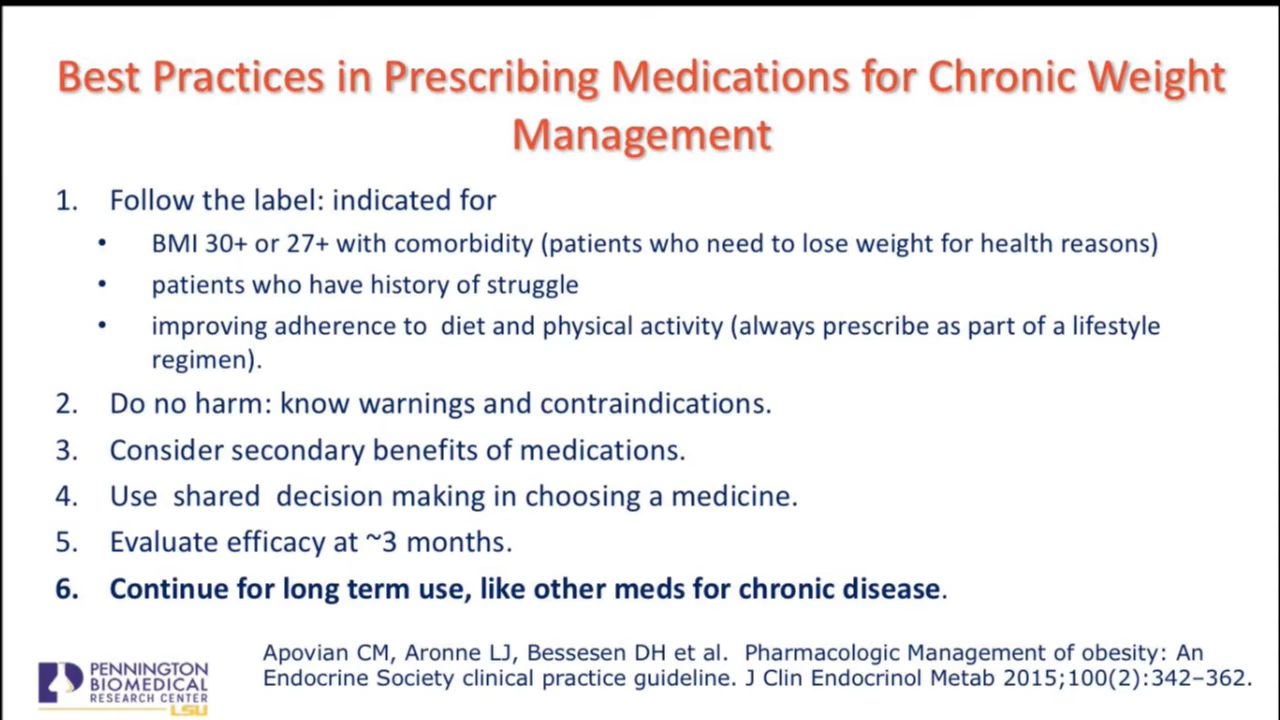 Best Practices in Prescribing Medications for Chronic Weight
Management
1. Follow the label: indicated for
• BMI 30+ or 27+ with comorbidity (patients who need to lose weight for health reasons)
• patients who have history of struggle
• improving adherence to  diet and physical activity (always prescribe as part of a lifestyle
regimen).
2. Do no harm: know warnings and contraindications.
3. Consider secondary benefits of medications.
4. Use  shared  decision making in choosing a medicine.
5. Evaluate efficacy at ~3 months.
6. Continue for long term use, like other meds for chronic disease.
Apovian CM, Aronne LJ, Bessesen DH et al.  Pharmacologic Management of obesity: An
Endocrine Society clinical practice guideline. J Clin Endocrinol Metab 2015;100(2):342–362.
PENNINGTON
BIOMEDICAL
RESEARCH CENTER
LSU